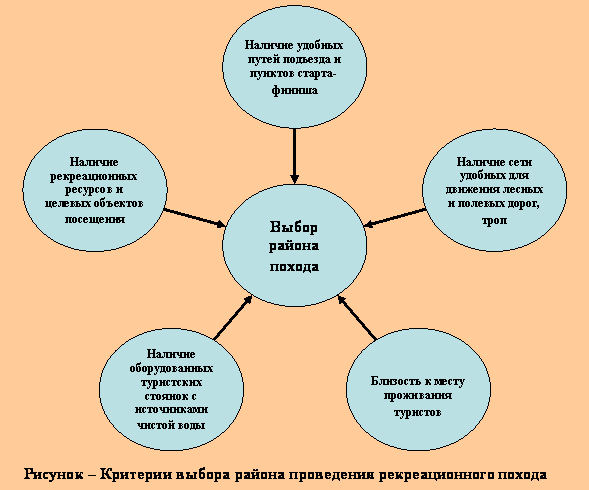 Наличие удобных
путей подьезда и
пунктов старта-
финиша
Наличие
рекреационных
ресурсов и
целевых объектов
посещения
Наличие сети
удобных для
движения лесных
и полевых дорог,
троп
Выбор
района
похода
Наличие
оборудованных
туристских
стоянок с
источниками
чистой воды
Близость к месту
проживания
туристов
Рисунок – Критерии выбора района проведения рекреационного похода